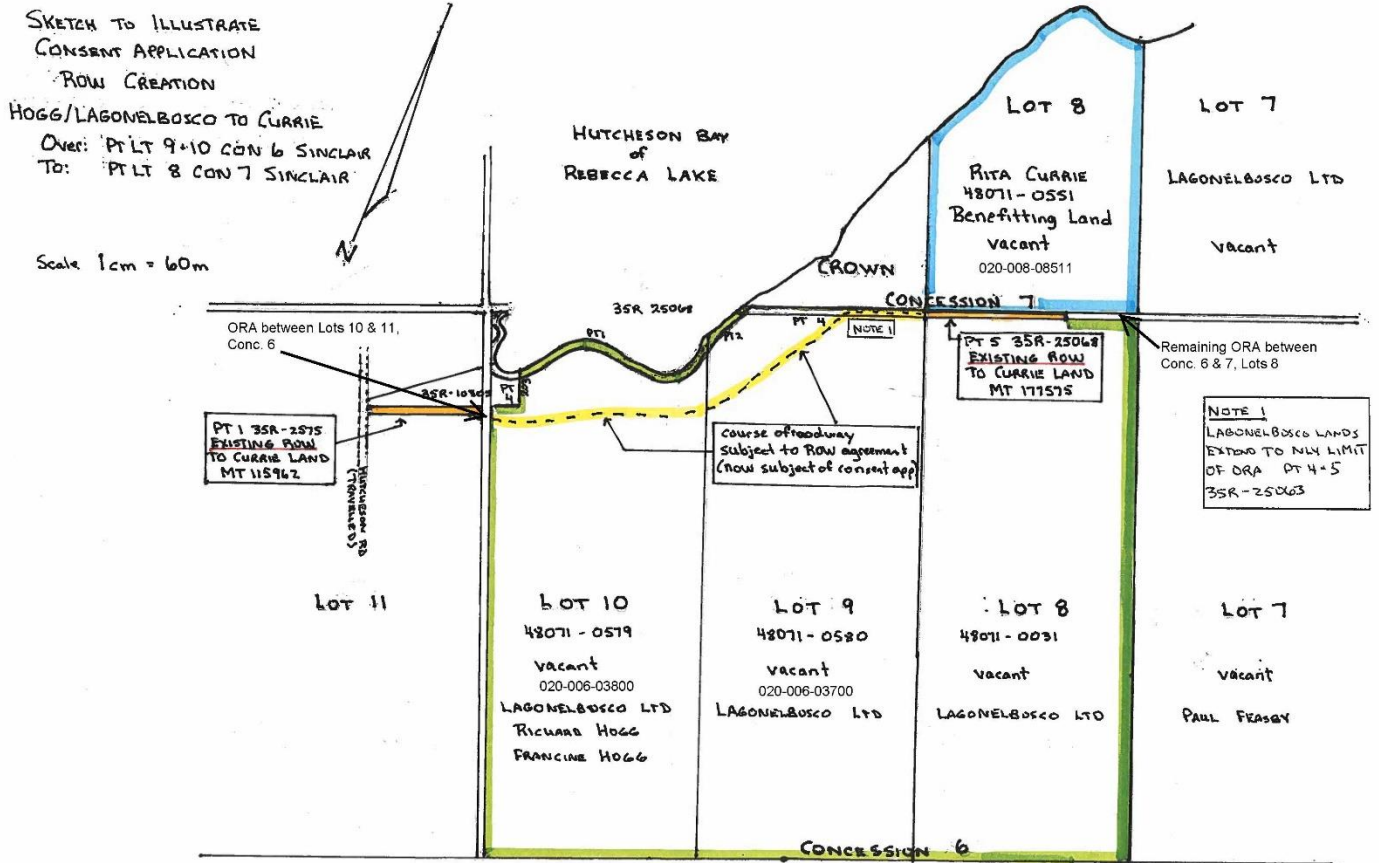 SKETCH TO ILLUSTRATE
CONSENT APPLICATION
ROW CREATION
HOGG/LAGONELBOSCO TO CURRIE
Over: PT LT 9+10 CON 6 SINCLAIR
To: PT LT 8 CON 7 SINCLAIR
Scale 1cm = 60m
N
HUTCHESON BAY
of
REBECCA LAKE
LOT 8
RITA CURRIE
48071-0551
Benefitting Land
vacant
020-008-08511
LOT 7
LAGONELBOSCO LTD
vacant
CROWN
CONCESSION 7
35R 25068
PT1
PT2
PT 4
NOTE 1
ORA between Lots 10 & 11,
Conc. 6
35R-10805
PT
4
PT 1 35R-2575
EXISTING ROW
TO CURRIE LAND
MT 115962
HUTCHESON RD
(TRAVELLED)
course of roadway
subject to ROW agreement
(now subject of consent app)
PT 5 35R-25068
EXISTING ROW
TO CURRIE LAND
MT 177575
Remaining ORA between
Conc. 6 & 7, Lots 8
NOTE 1
LAGONELBOSCO LANDS
EXTEND TO NLY LIMIT
OF ORA PT 4+5
35R-25063
LOT 11
LOT 10
48071-0579
vacant
020-006-03800
LAGONELBOSCO LTD
RICHARD HOGG
FRANCINE HOGG
LOT 9
48071-0580
vacant
020-006-03700
LAGONELBOSCO LTD
LOT 8
48071-0031
vacant
LAGONELBOSCO LTD
LOT 7
vacant
PAUL FEASBY
CONCESSION 6